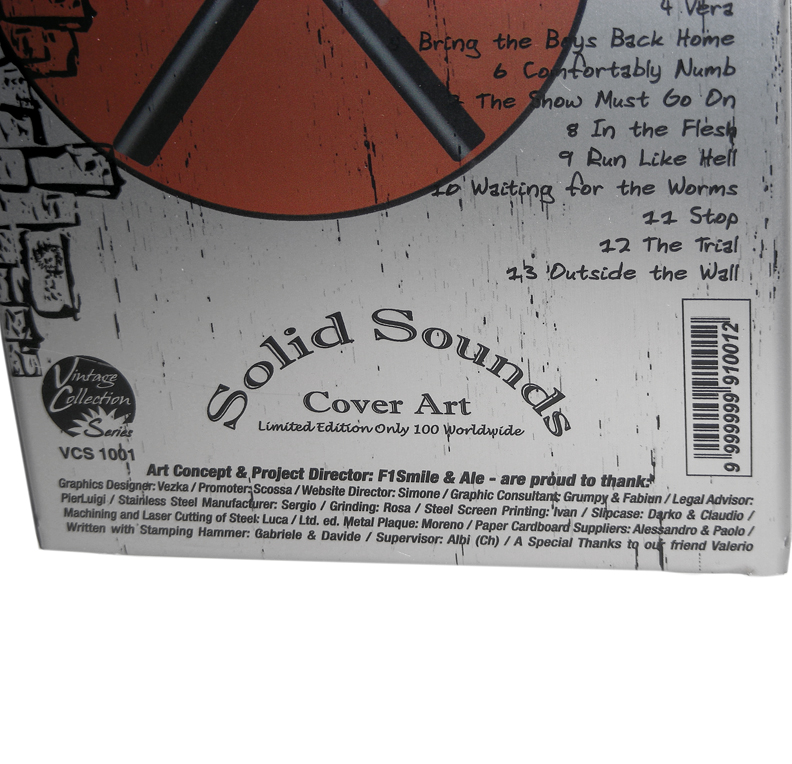 4 Vera
5 Bring the Boys Back Home
6 Comfortably Numb
7 The Show Must Go On
8 In the Flesh
9 Run Like Hell
10 Waiting for the Worms
11 Stop
12 The Trial
13 Outside the Wall
Solid Sounds
Cover Art
Limited Edition Only 100 Worldwide
Vintage
Collection
Series
VCS 1001
9 999999 910012
Art Concept & Project Director: F1Smile & Ale - are proud to thank:
Graphics Designer: Vezka / Promoter: Scossa / Website Director: Simone / Graphic Consultant: Grumpy & Fabian / Legal Advisor:
PierLuigi / Stainless Steel Manufacturer: Sergio / Grinding: Rosa / Steel Screen Printing: Ivan / Slipcase: Darko & Claudio /
Machining and Laser Cutting of Steel: Luca / Ltd. ed. Metal Plaque: Moreno / Paper Cardboard Suppliers: Alessandro & Paolo /
Written with Stamping Hammer: Gabriele & Davide / Supervisor: Albi (Ch) / A Special Thanks to our friend Valerio